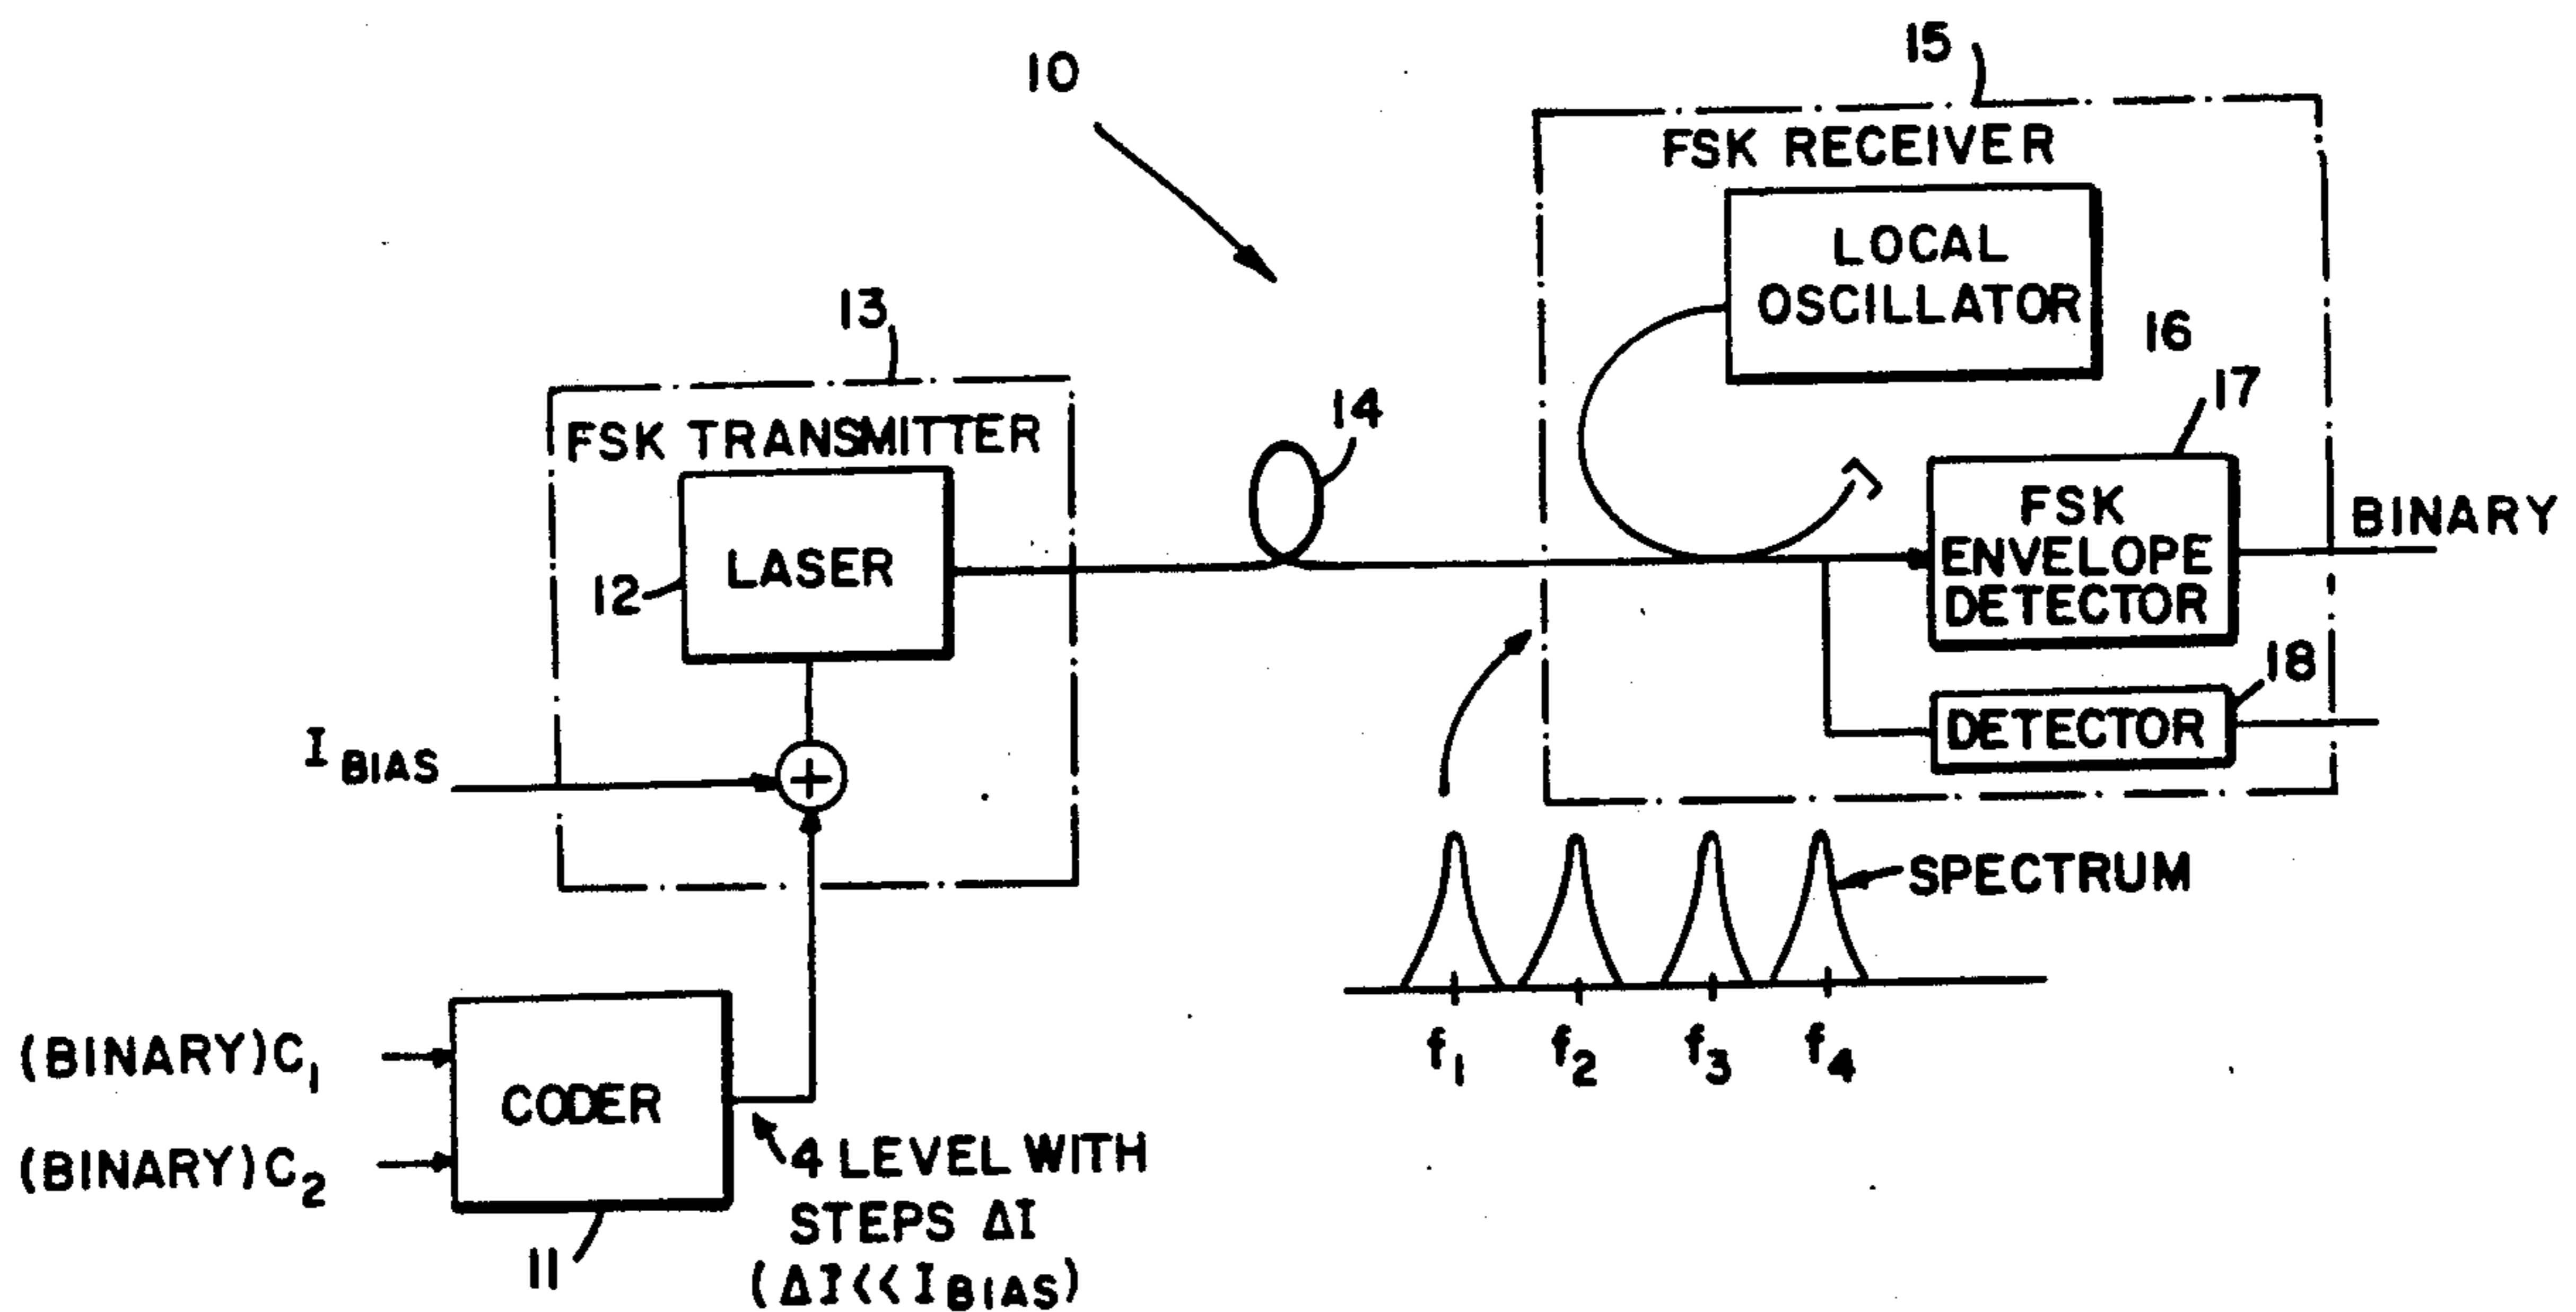 10
15
FSK RECEIVER
LOCAL
OSCILLATOR
16
13
FSK TRANSMITTER
LASER
12
14
17
FSK
ENVELOPE
DETECTOR
BINARY
18
DETECTOR
I BIAS
+
SPECTRUM
f1 f2 f3 f4
(BINARY)C1
(BINARY)C2
CODER
11
4 LEVEL WITH
STEPS ΔI
(ΔI<<I BIAS)